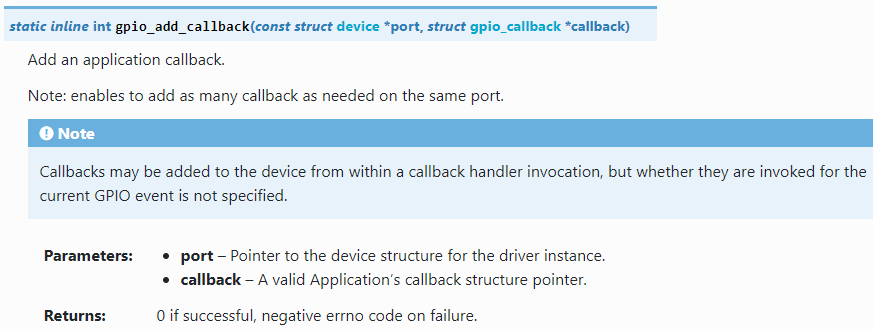 static inline int gpio_add_callback(const struct device *port, struct gpio_callback *callback)
Add an application callback.
Note: enables to add as many callback as needed on the same port.
Note
Callbacks may be added to the device from within a callback handler invocation, but whether they are invoked for the
current GPIO event is not specified.
Parameters: • port – Pointer to the device structure for the driver instance.
• callback – A valid Application’s callback structure pointer.
Returns: 0 if successful, negative errno code on failure.